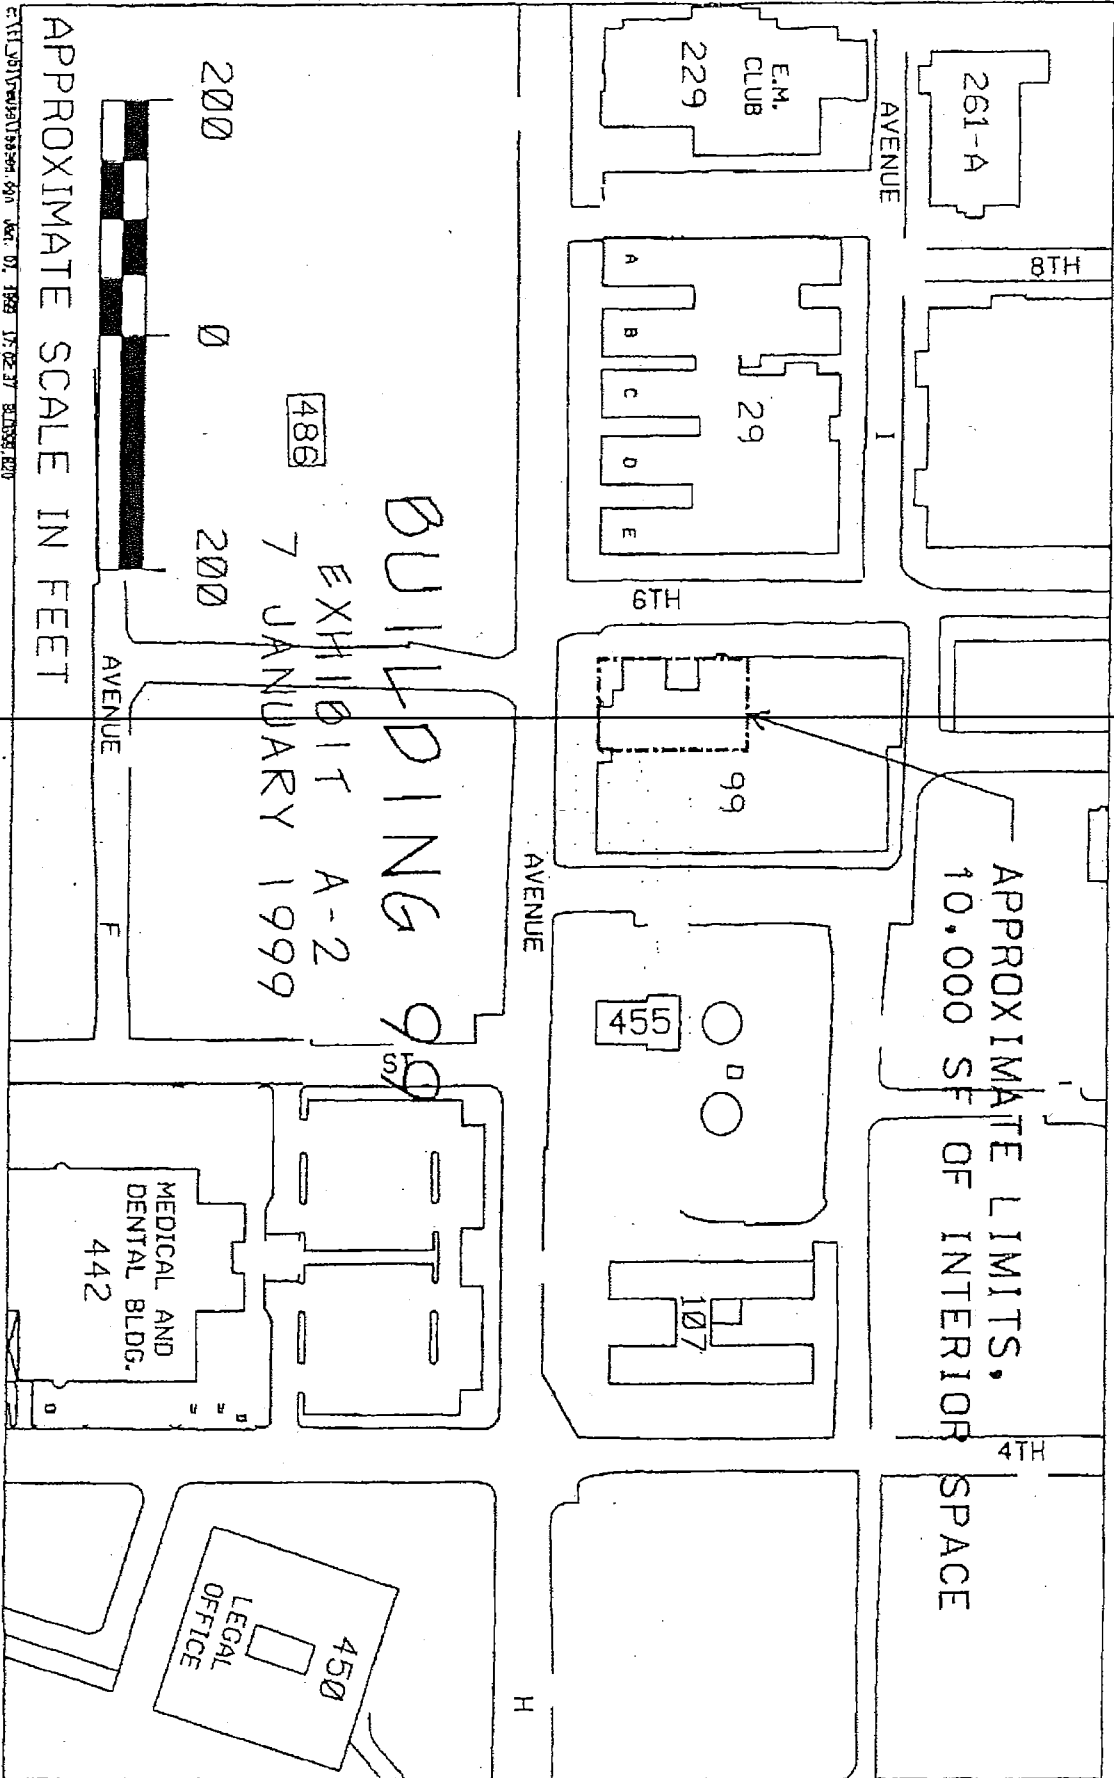 261-A
8TH
AVENUE
I
E.M.
CLUB
229
A
B
C
D
E
29
6TH
99
APPROXIMATE LIMITS,
10,000 SF OF INTERIOR SPACE
4TH
AVENUE
H
455
107
486
BUILDING 99
EXHIBIT A-2
7 JANUARY 1999
ST
AVENUE
F
MEDICAL AND
DENTAL BLDG.
442
450
LEGAL
OFFICE
200 0 200
APPROXIMATE SCALE IN FEET